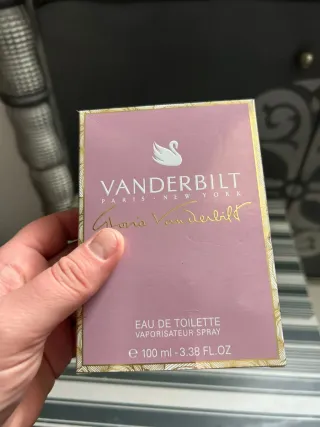 VANDERBILT
PARIS - NEW YORK
Gloria Vanderbilt
EAU DE TOILETTE
VAPORISATEUR SPRAY
℮ 100 ml - 3.38 FL.OZ